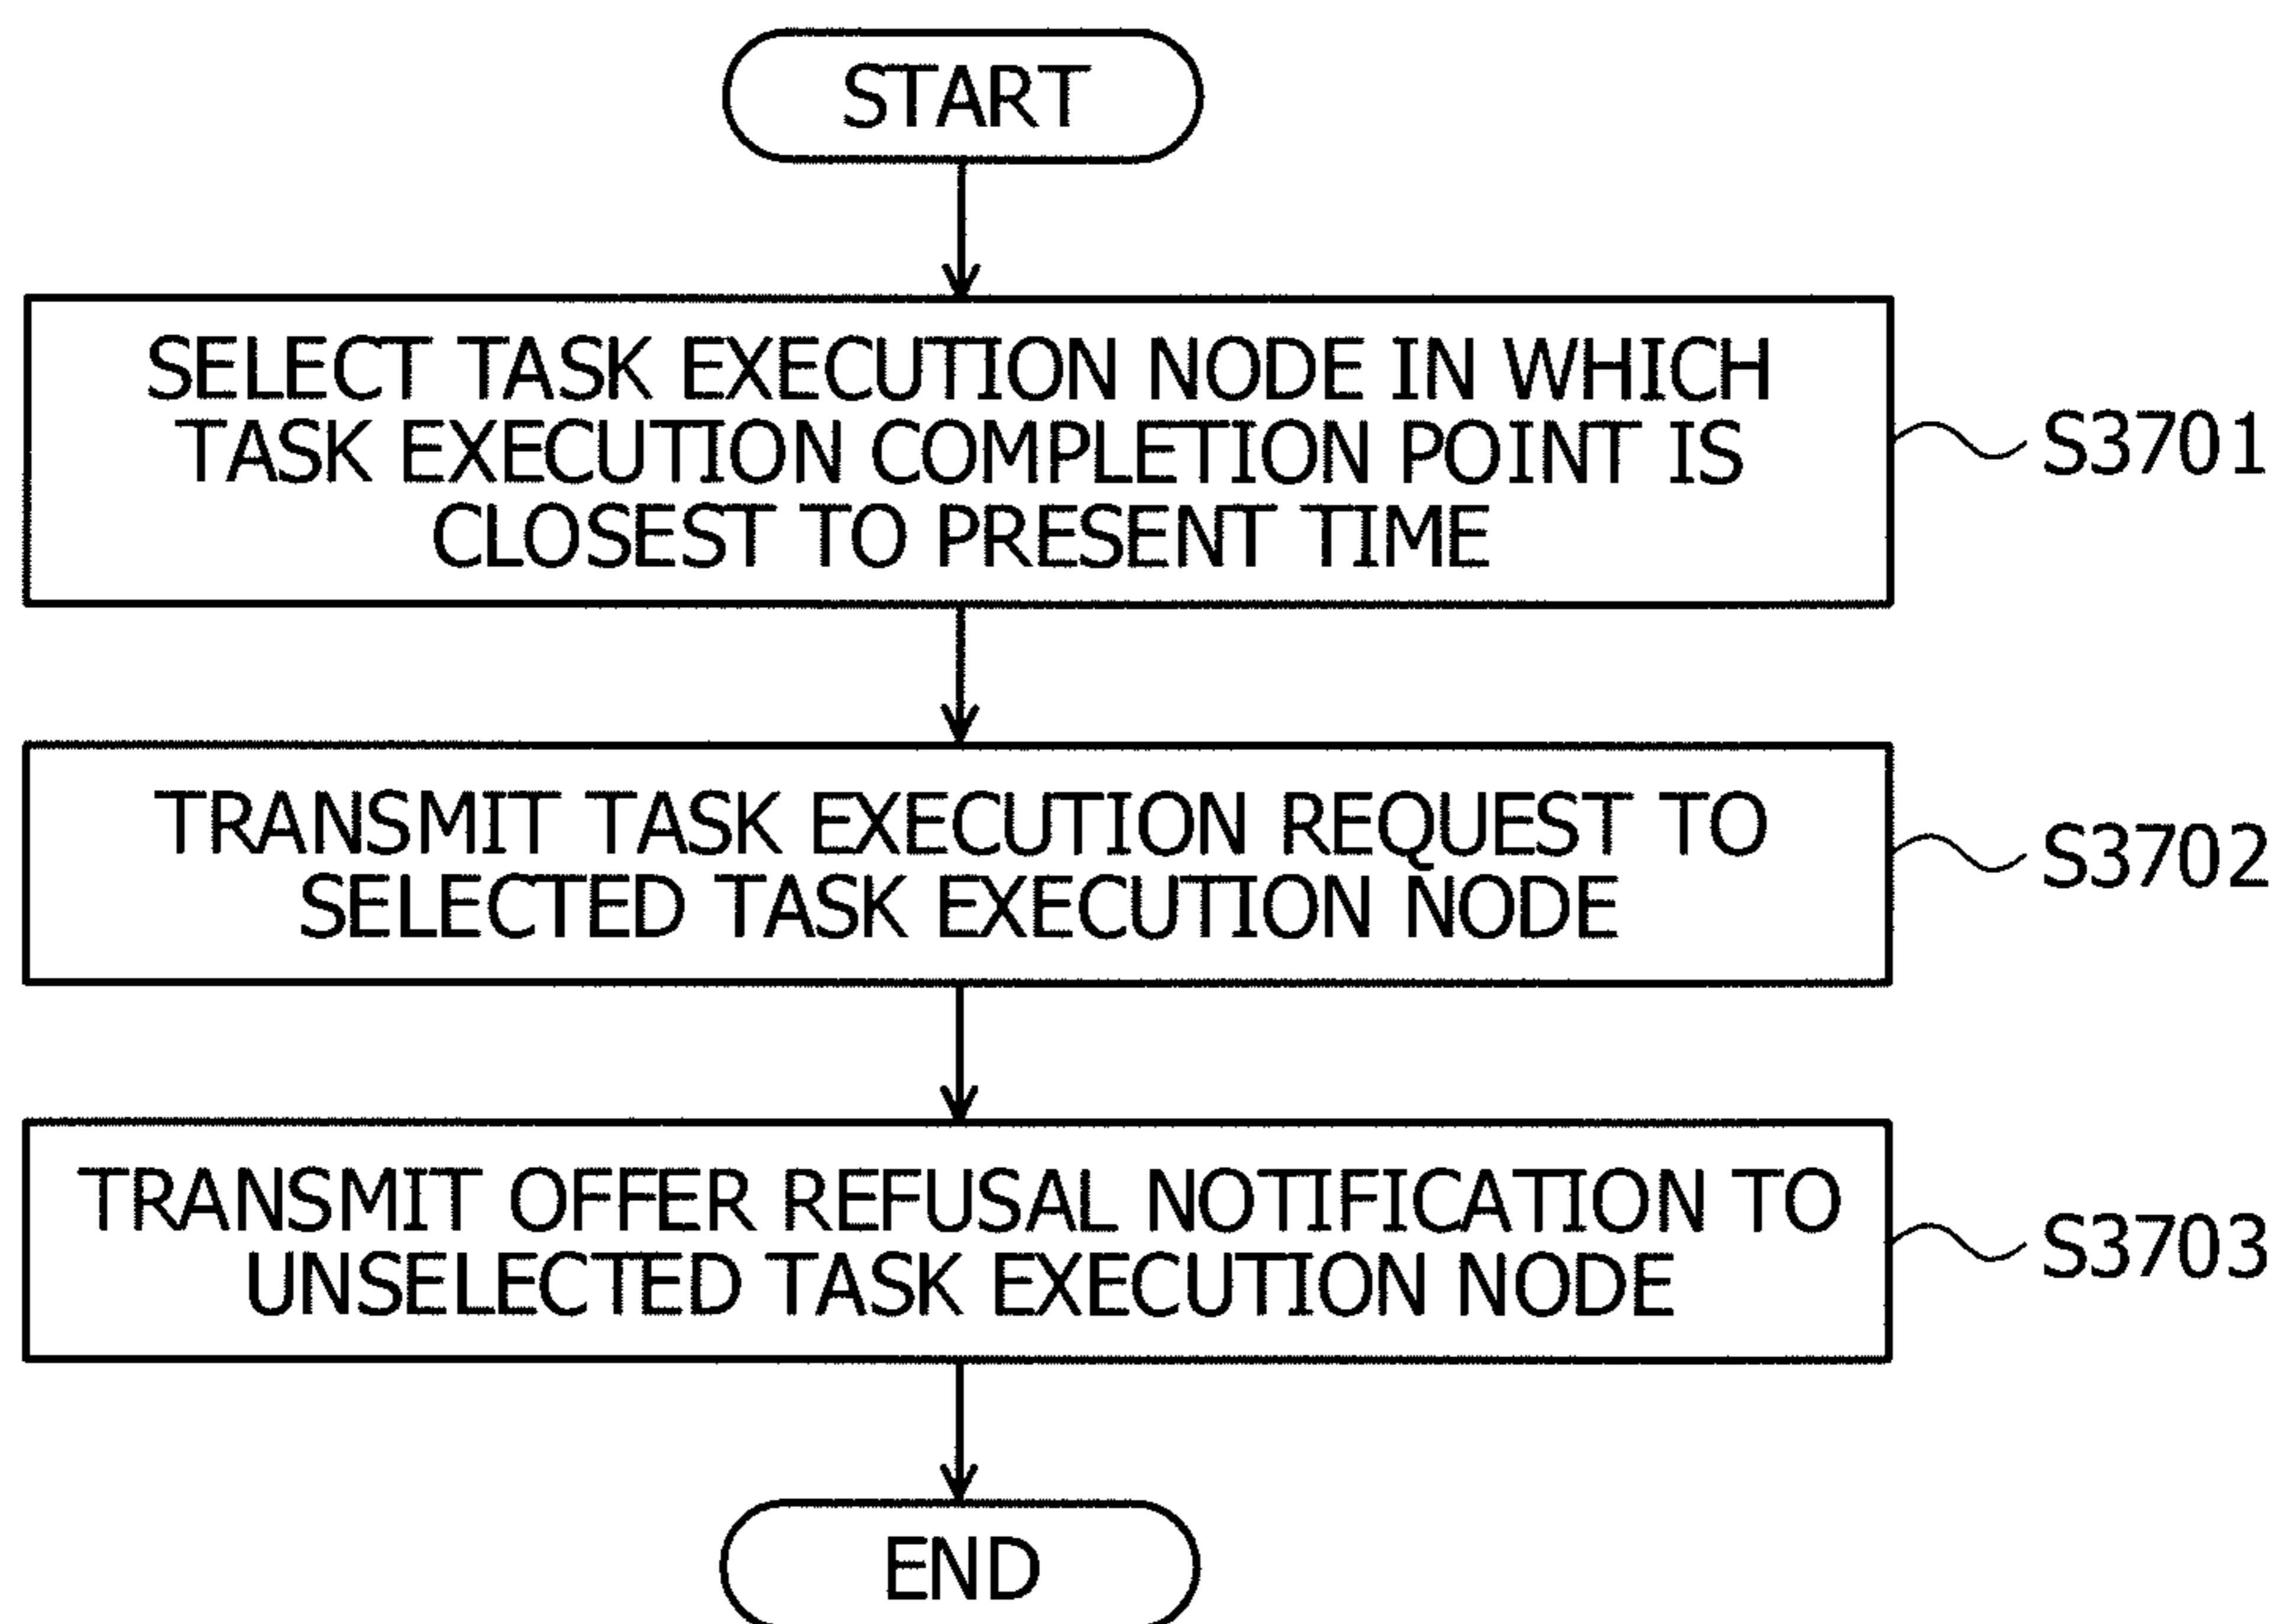 START
SELECT TASK EXECUTION NODE IN WHICH
TASK EXECUTION COMPLETION POINT IS
CLOSEST TO PRESENT TIME
S3701
TRANSMIT TASK EXECUTION REQUEST TO
SELECTED TASK EXECUTION NODE
S3702
TRANSMIT OFFER REFUSAL NOTIFICATION TO
UNSELECTED TASK EXECUTION NODE
S3703
END